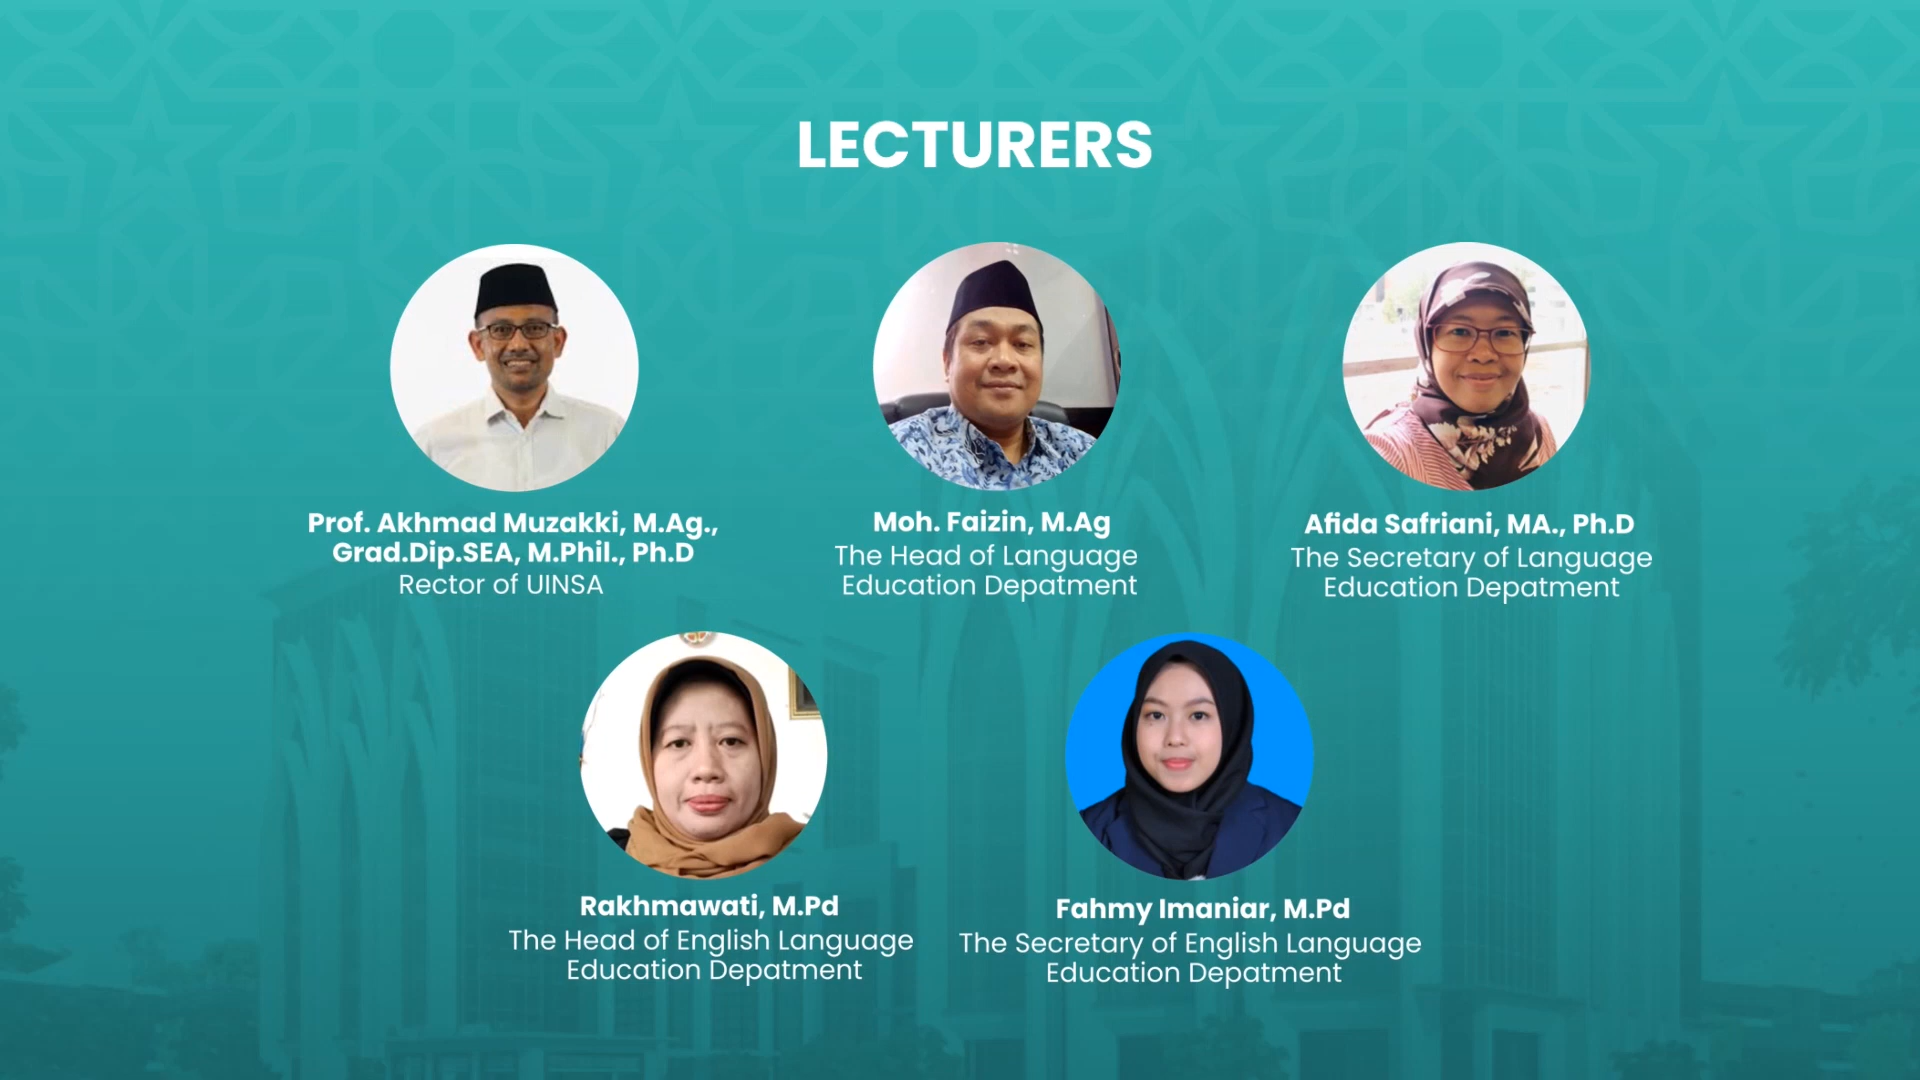 LECTURERS
Prof. Akhmad Muzakki, M.Ag.,
Grad.Dip.SEA, M.Phil., Ph.D
Rector of UINSA
Moh. Faizin, M.Ag
The Head of Language
Education Depatment
Afida Safriani, MA., Ph.D
The Secretary of Language
Education Depatment
Rakhmawati, M.Pd
The Head of English Language
Education Depatment
Fahmy Imaniar, M.Pd
The Secretary of English Language
Education Depatment